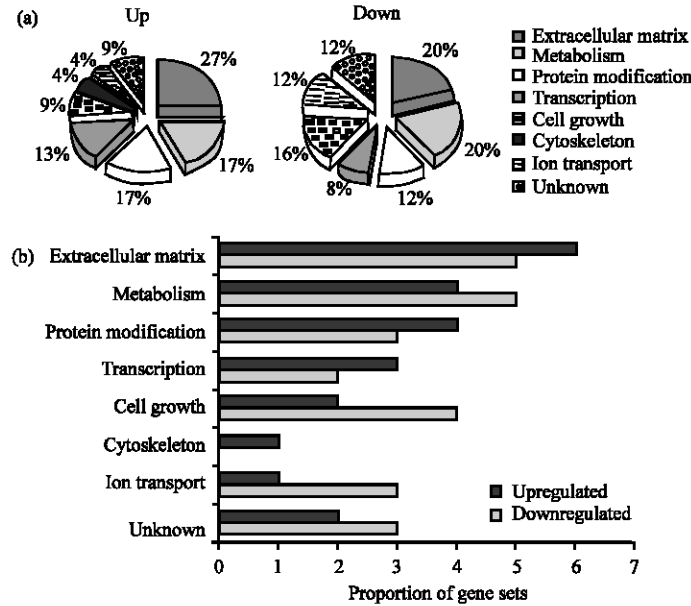 (a)
Up
Down
27%
17%
17%
13%
9%
4%
4%
9%
20%
20%
12%
8%
16%
12%
12%
Extracellular matrix
Metabolism
Protein modification
Transcription
Cell growth
Cytoskeleton
Ion transport
Unknown
(b)
Extracellular matrix
Metabolism
Protein modification
Transcription
Cell growth
Cytoskeleton
Ion transport
Unknown
Upregulated
Downregulated
0 1 2 3 4 5 6 7
Proportion of gene sets